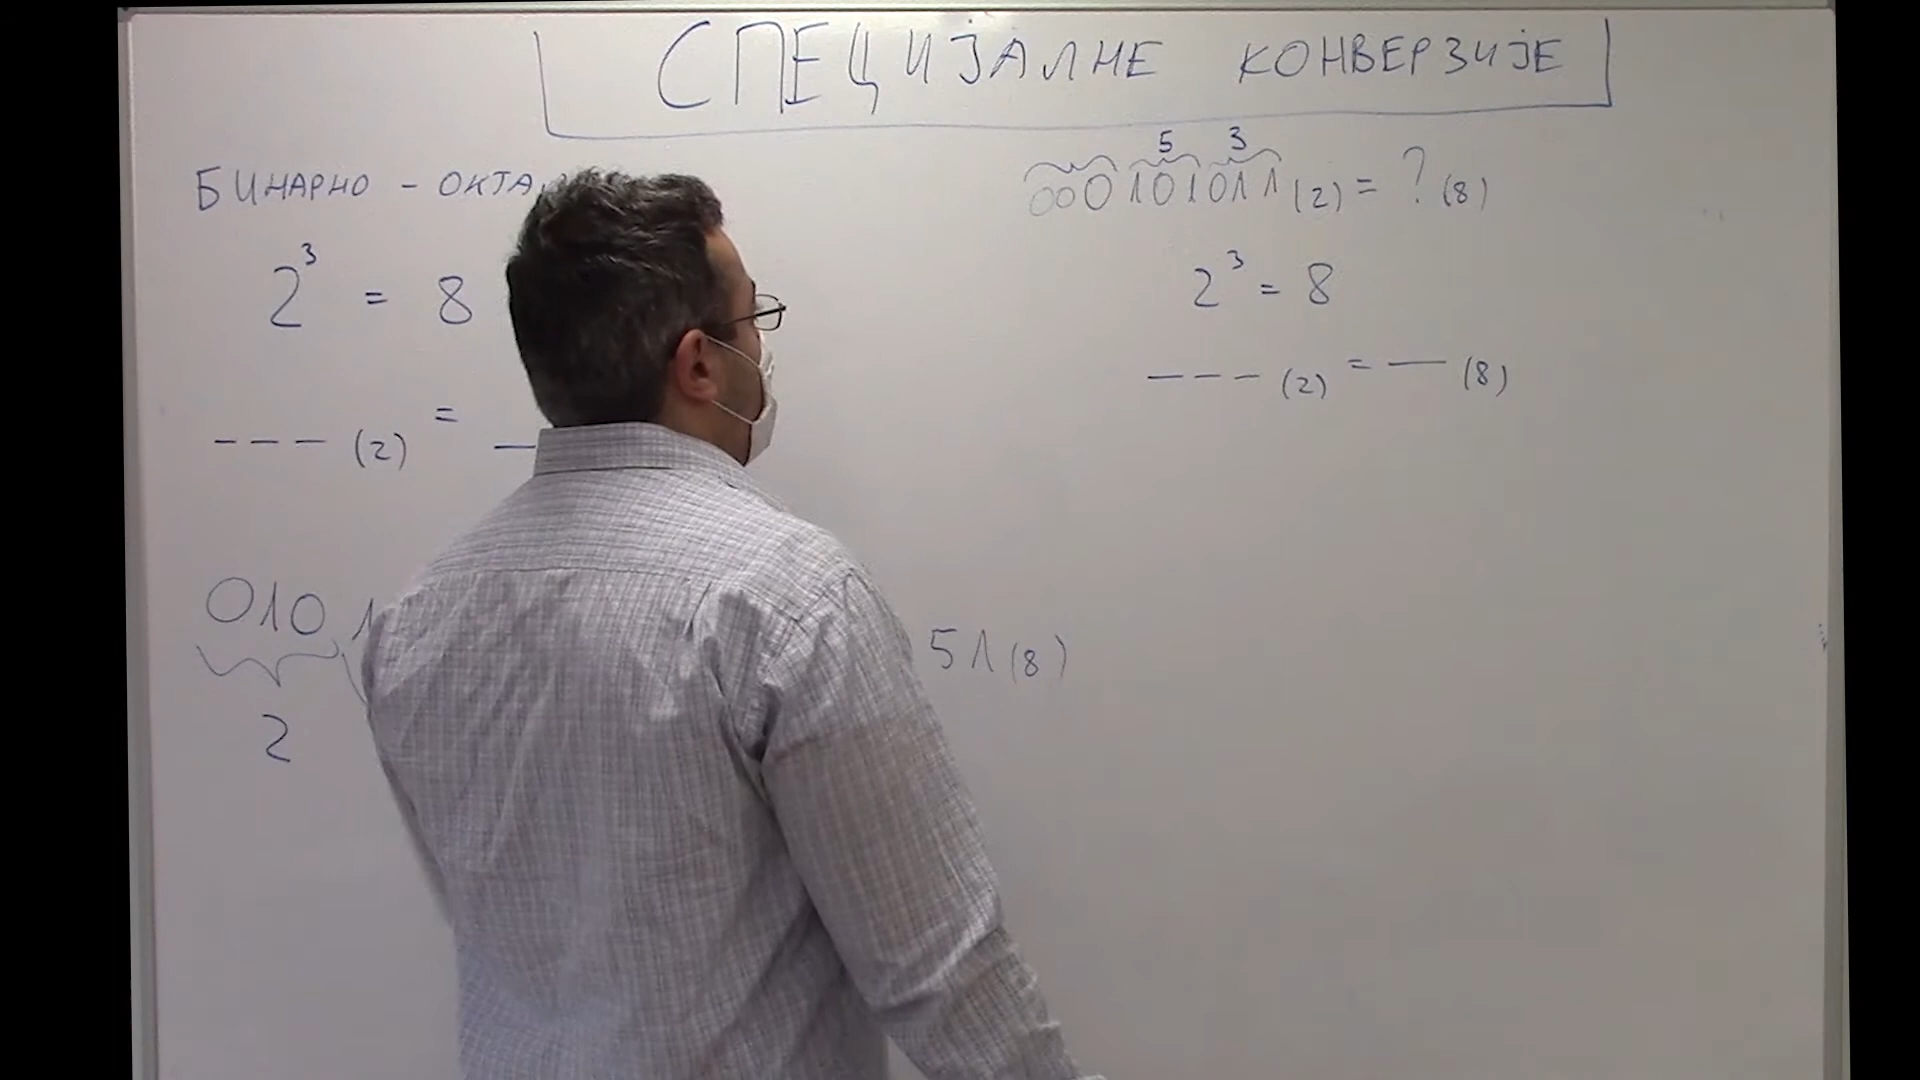 СПЕЦИЈАЛНЕ КОНВЕРЗИЈЕ
БИНАРНО - ОКТА
2³ = 8
_ _ _ (2) = _
010 1
2
51(8)
5 3
000101011(2) = ?(8)
2³ = 8
_ _ _ (2) = _ (8)